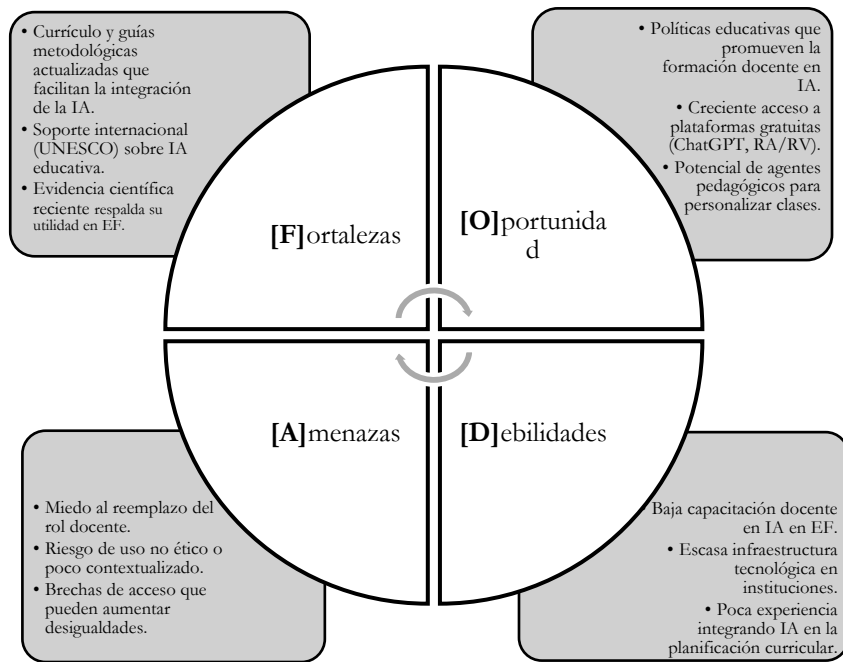 • Currículo y guías
metodológicas
actualizadas que
facilitan la integración
de la IA.
• Soporte internacional
(UNESCO) sobre IA
educativa.
• Evidencia científica
reciente respalda su
utilidad en EF.
• Políticas educativas que
promueven la
formación docente en
IA.
• Creciente acceso a
plataformas gratuitas
(ChatGPT, RA/RV).
• Potencial de agentes
pedagógicos para
personalizar clases.
[F]ortalezas
[O]portunida
d
[A]menazas
[D]ebilidades
• Miedo al reemplazo del
rol docente.
• Riesgo de uso no ético o
poco contextualizado.
• Brechas de acceso que
pueden aumentar
desigualdades.
• Baja capacitación docente
en IA en EF.
• Escasa infraestructura
tecnológica en
instituciones.
• Poca experiencia
integrando IA en la
planificación curricular.